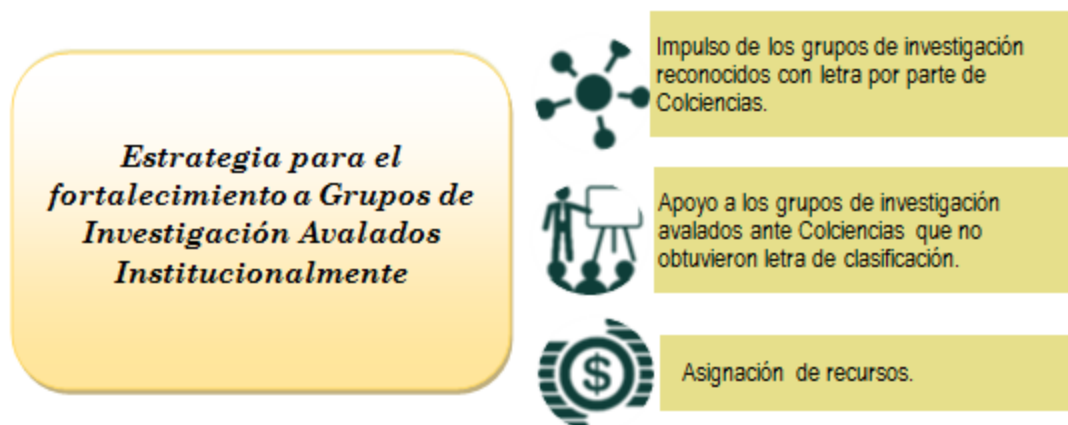 Estrategia para el
fortalecimiento a Grupos de
Investigación Avalados
Institucionalmente
Impulso de los grupos de investigación
reconocidos con letra por parte de
Colciencias.
Apoyo a los grupos de investigación
avalados ante Colciencias que no
obtuvieron letra de clasificación.
$
Asignación de recursos.